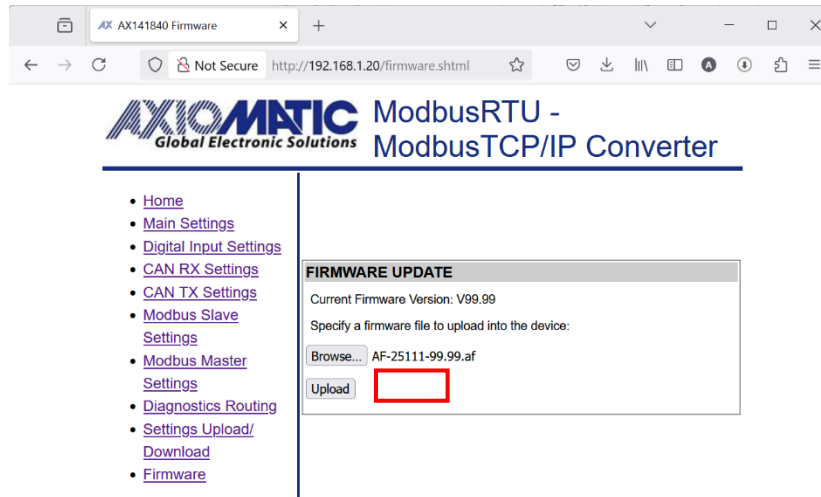 AX AX141840 Firmware
Not Secure http://192.168.1.20/firmware.shtml
AXIOMATIC
Global Electronic Solutions
ModbusRTU -
ModbusTCP/IP Converter
Home
Main Settings
Digital Input Settings
CAN RX Settings
CAN TX Settings
Modbus Slave
Settings
Modbus Master
Settings
Diagnostics Routing
Settings Upload/
Download
Firmware
FIRMWARE UPDATE
Current Firmware Version: V99.99
Specify a firmware file to upload into the device:
Browse... AF-25111-99.99.af
Upload